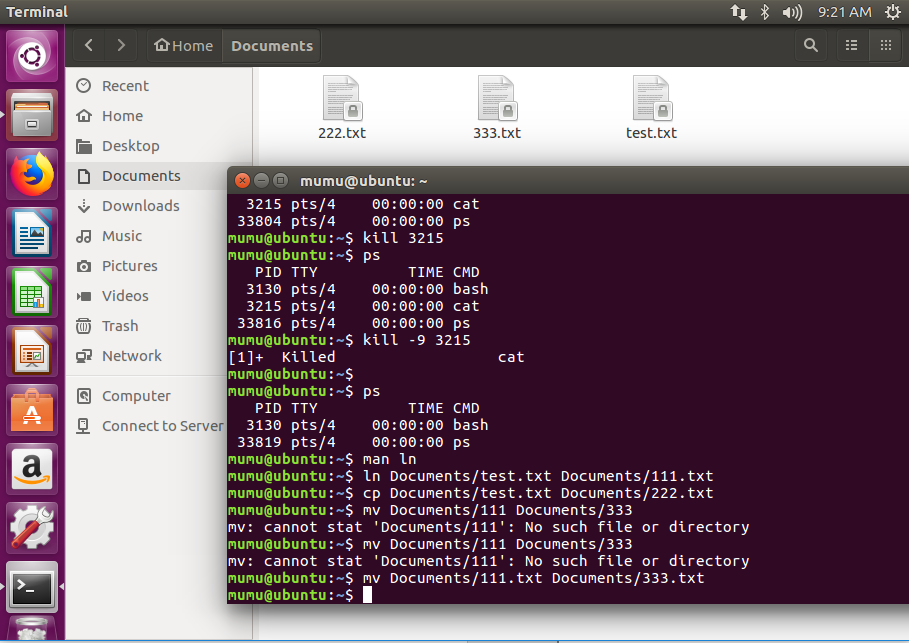 Terminal
9:21 AM
Home
Documents
Recent
Home
Desktop
Documents
Downloads
Music
Pictures
Videos
Trash
Network
Computer
Connect to Server
222.txt
333.txt
test.txt
mumu@ubuntu: ~
3215 pts/4    00:00:00 cat
33804 pts/4    00:00:00 ps
mumu@ubuntu:~$ kill 3215
mumu@ubuntu:~$ ps
PID TTY          TIME CMD
3130 pts/4    00:00:00 bash
3215 pts/4    00:00:00 cat
33816 pts/4    00:00:00 ps
mumu@ubuntu:~$ kill -9 3215
[1]+  Killed                  cat
mumu@ubuntu:~$
mumu@ubuntu:~$ ps
PID TTY          TIME CMD
3130 pts/4    00:00:00 bash
33819 pts/4    00:00:00 ps
mumu@ubuntu:~$ man ln
mumu@ubuntu:~$ ln Documents/test.txt Documents/111.txt
mumu@ubuntu:~$ cp Documents/test.txt Documents/222.txt
mumu@ubuntu:~$ mv Documents/111 Documents/333
mv: cannot stat 'Documents/111': No such file or directory
mumu@ubuntu:~$ mv Documents/111 Documents/333
mv: cannot stat 'Documents/111': No such file or directory
mumu@ubuntu:~$ mv Documents/111.txt Documents/333.txt
mumu@ubuntu:~$